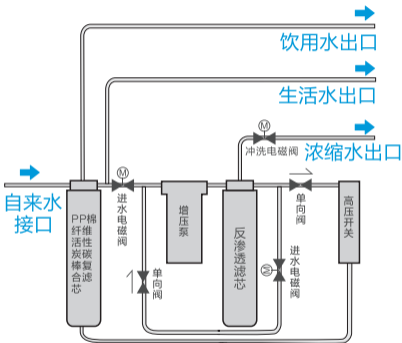 饮用水出口
生活水出口
M
冲洗电磁阀
浓缩水出口
自来水
接口
M
进水电磁阀
PP棉
纤维
活性
炭碳
棒复
合滤
芯
增压泵
反渗透滤芯
单向阀
高压开关
单向阀
M
进水电磁阀